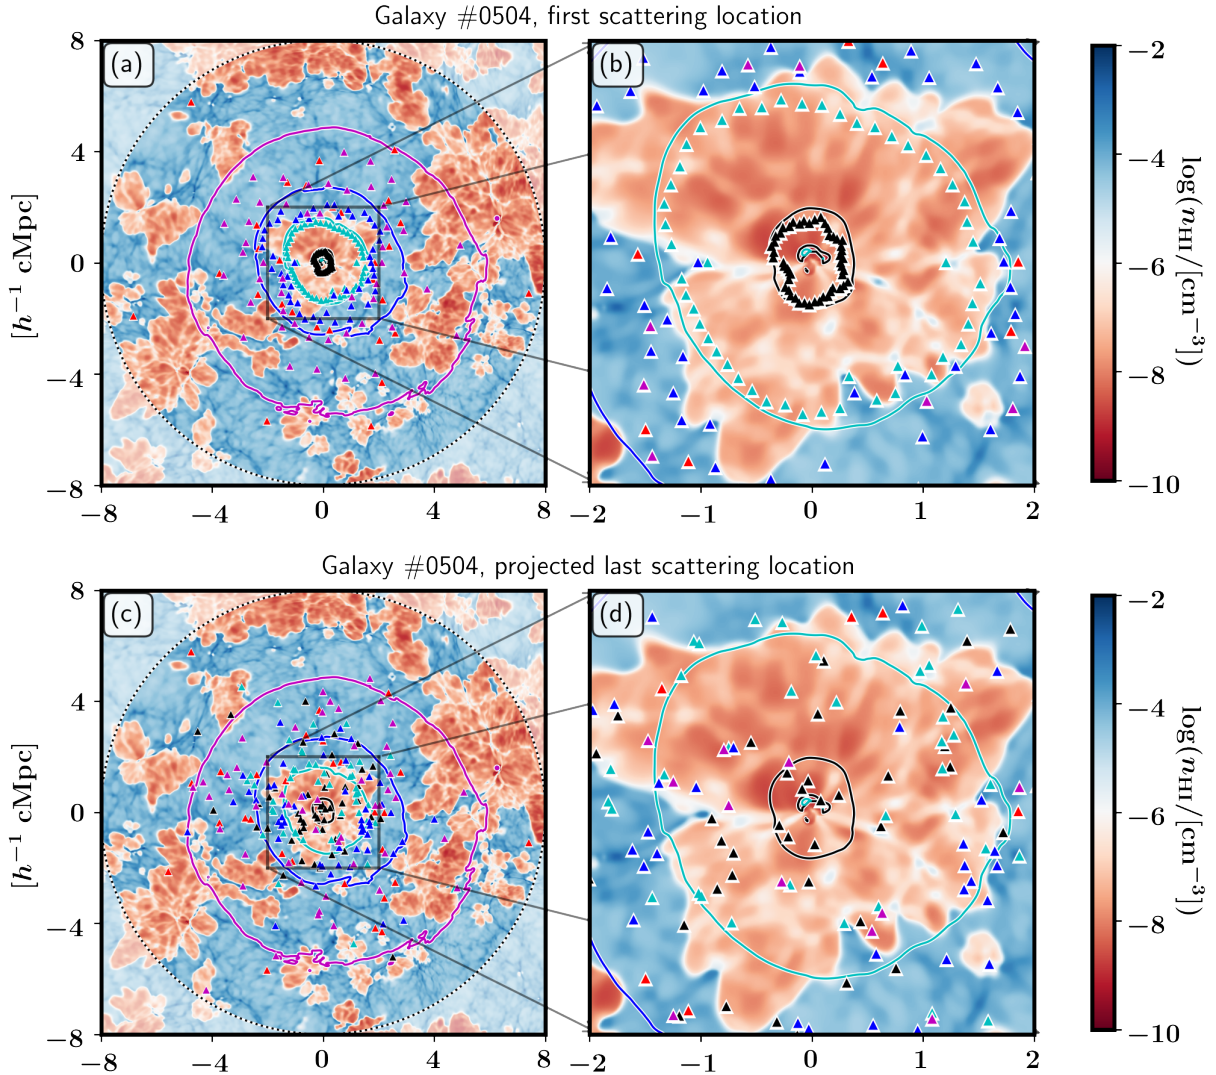 Galaxy #0504, first scattering location
(a)
(b)
8
4
0
−4
−8
[h⁻¹ cMpc]
−8 −4 0 4 8
−2 −1 0 1 2
−2
−4
−6
−8
−10
log(n_HI/[cm⁻³])
Galaxy #0504, projected last scattering location
(c)
(d)
8
4
0
−4
−8
[h⁻¹ cMpc]
−8 −4 0 4 8
−2 −1 0 1 2
−2
−4
−6
−8
−10
log(n_HI/[cm⁻³])